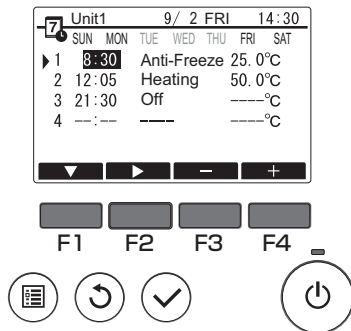 7 Unit1 9/ 2 FRI 14:30
SUN MON TUE WED THU FRI SAT
1 8:30 Anti-Freeze 25.0°C
2 12:05 Heating 50.0°C
3 21:30 Off ----°C
4 --:-- ---- ----°C
− +
F1 F2 F3 F4